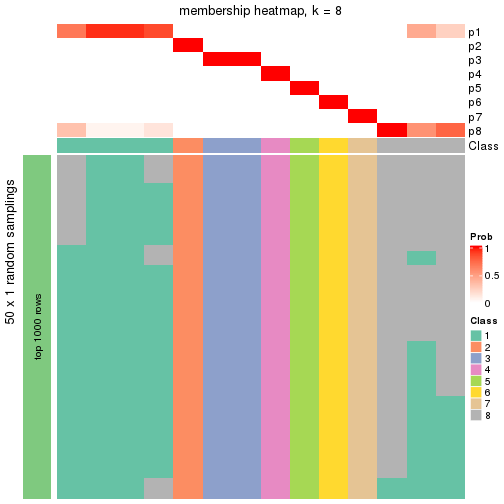 membership heatmap, k = 8
p1
p2
p3
p4
p5
p6
p7
p8
Class
50 x 1 random samplings
top 1000 rows
Prob
1
0.5
0
Class
1
2
3
4
5
6
7
8